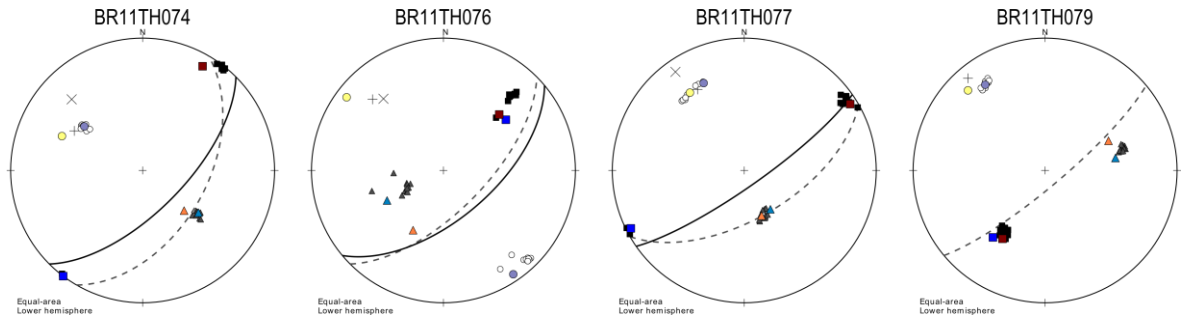 BR11TH074
N
Equal-area
Lower hemisphere
BR11TH076
N
Equal-area
Lower hemisphere
BR11TH077
N
Equal-area
Lower hemisphere
BR11TH079
N
Equal-area
Lower hemisphere